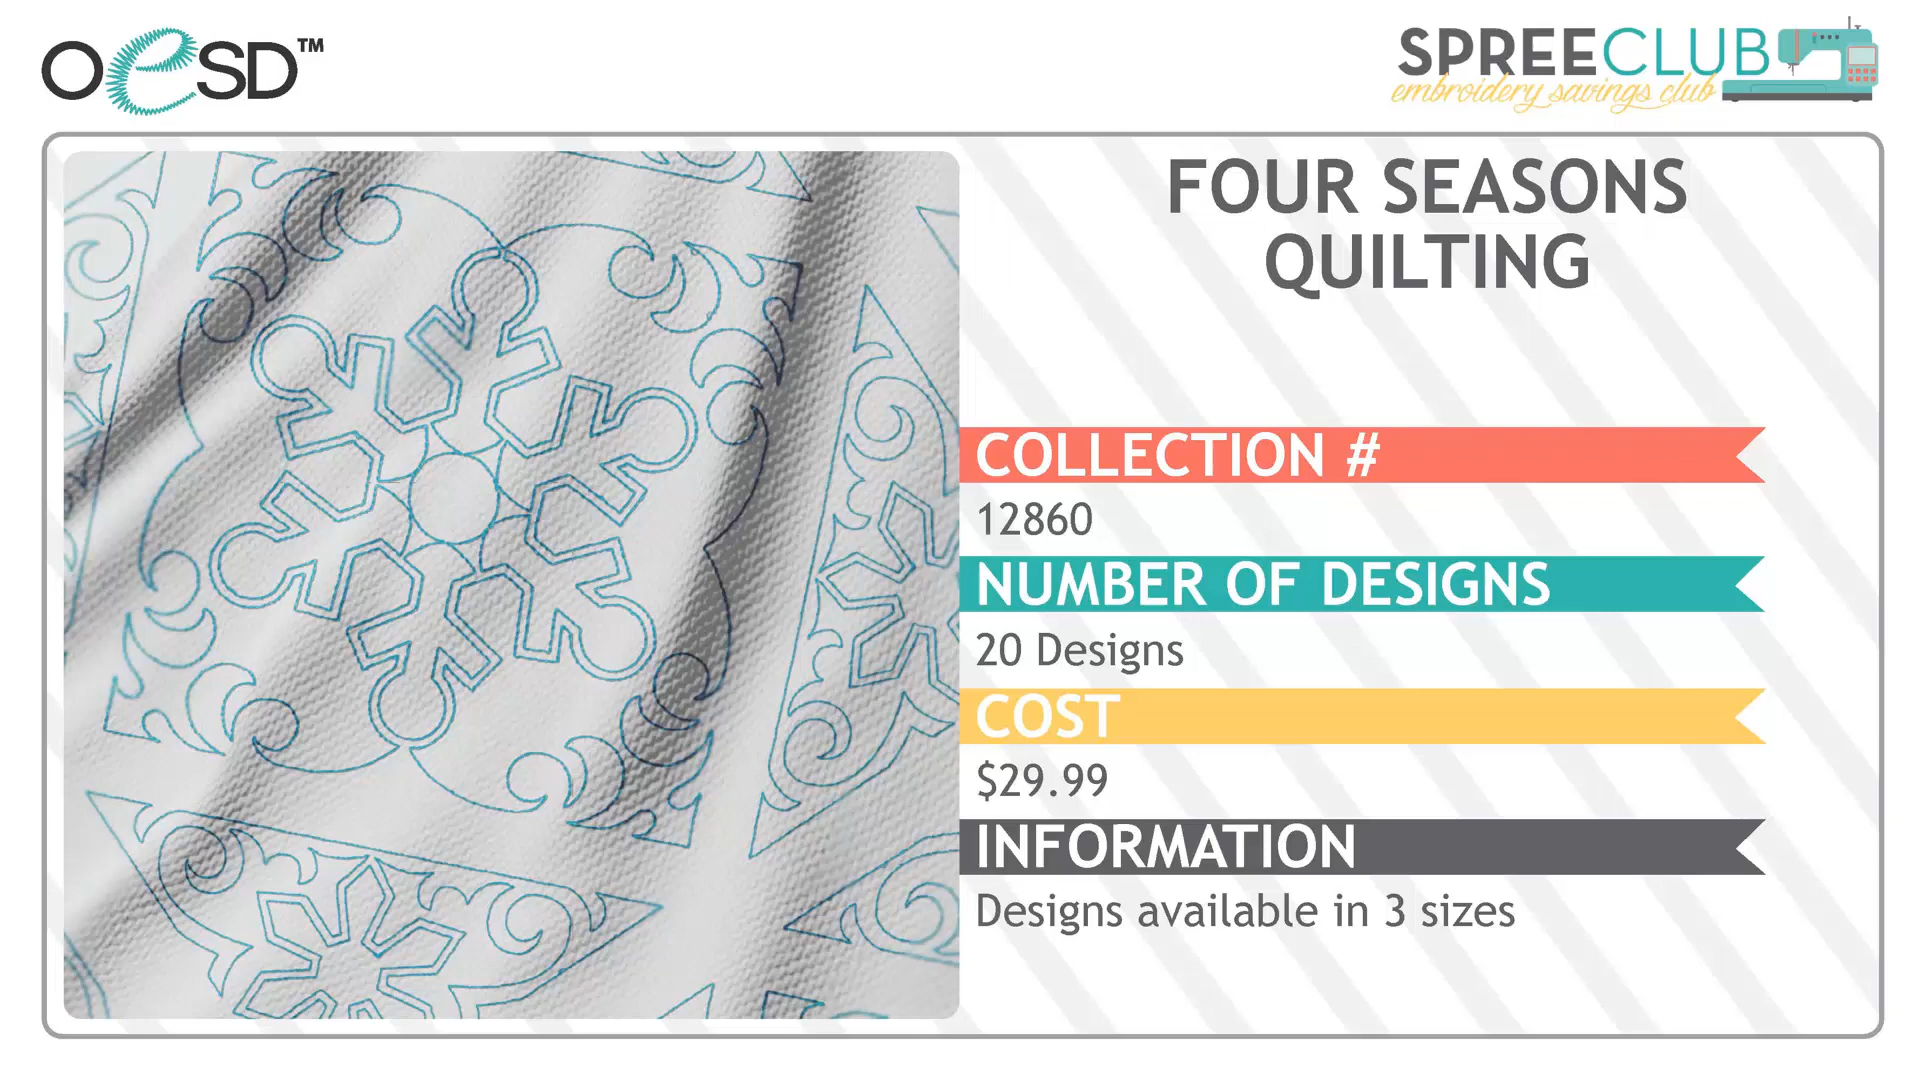 OeSD™
SPREECLUB
embroidery savings club
FOUR SEASONS
QUILTING
COLLECTION #
12860
NUMBER OF DESIGNS
20 Designs
COST
$29.99
INFORMATION
Designs available in 3 sizes